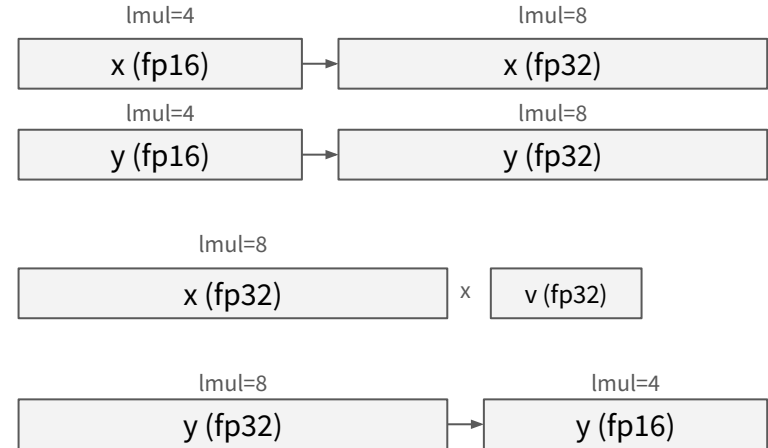 lmul=4 lmul=8
x (fp16) x (fp32)
lmul=4 lmul=8
y (fp16) y (fp32)
lmul=8
x (fp32) x v (fp32)
lmul=8 lmul=4
y (fp32) y (fp16)